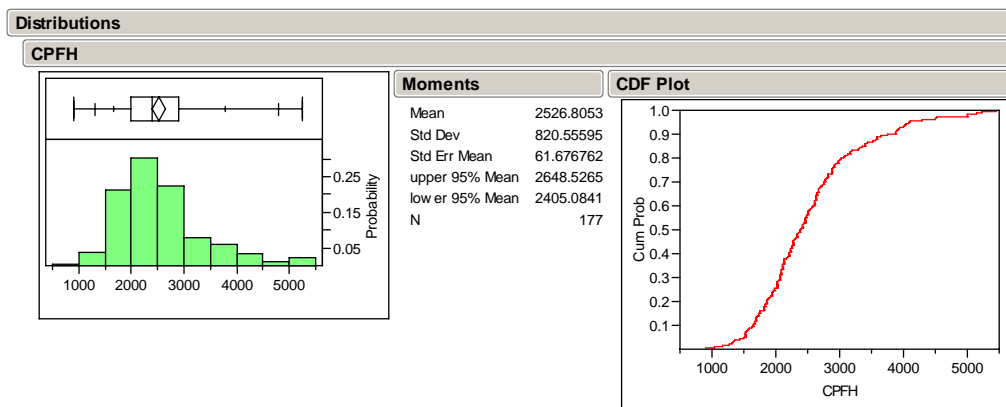 Distributions
CPFH
0.25
0.15
0.05
Probability
1000 2000 3000 4000 5000
Moments
Mean 2526.8053
Std Dev 820.55595
Std Err Mean 61.676762
upper 95% Mean 2648.5265
lower 95% Mean 2405.0841
N 177
CDF Plot
1.0
0.9
0.8
0.7
0.6
0.5
0.4
0.3
0.2
0.1
Cum Prob
1000 2000 3000 4000 5000
CPFH